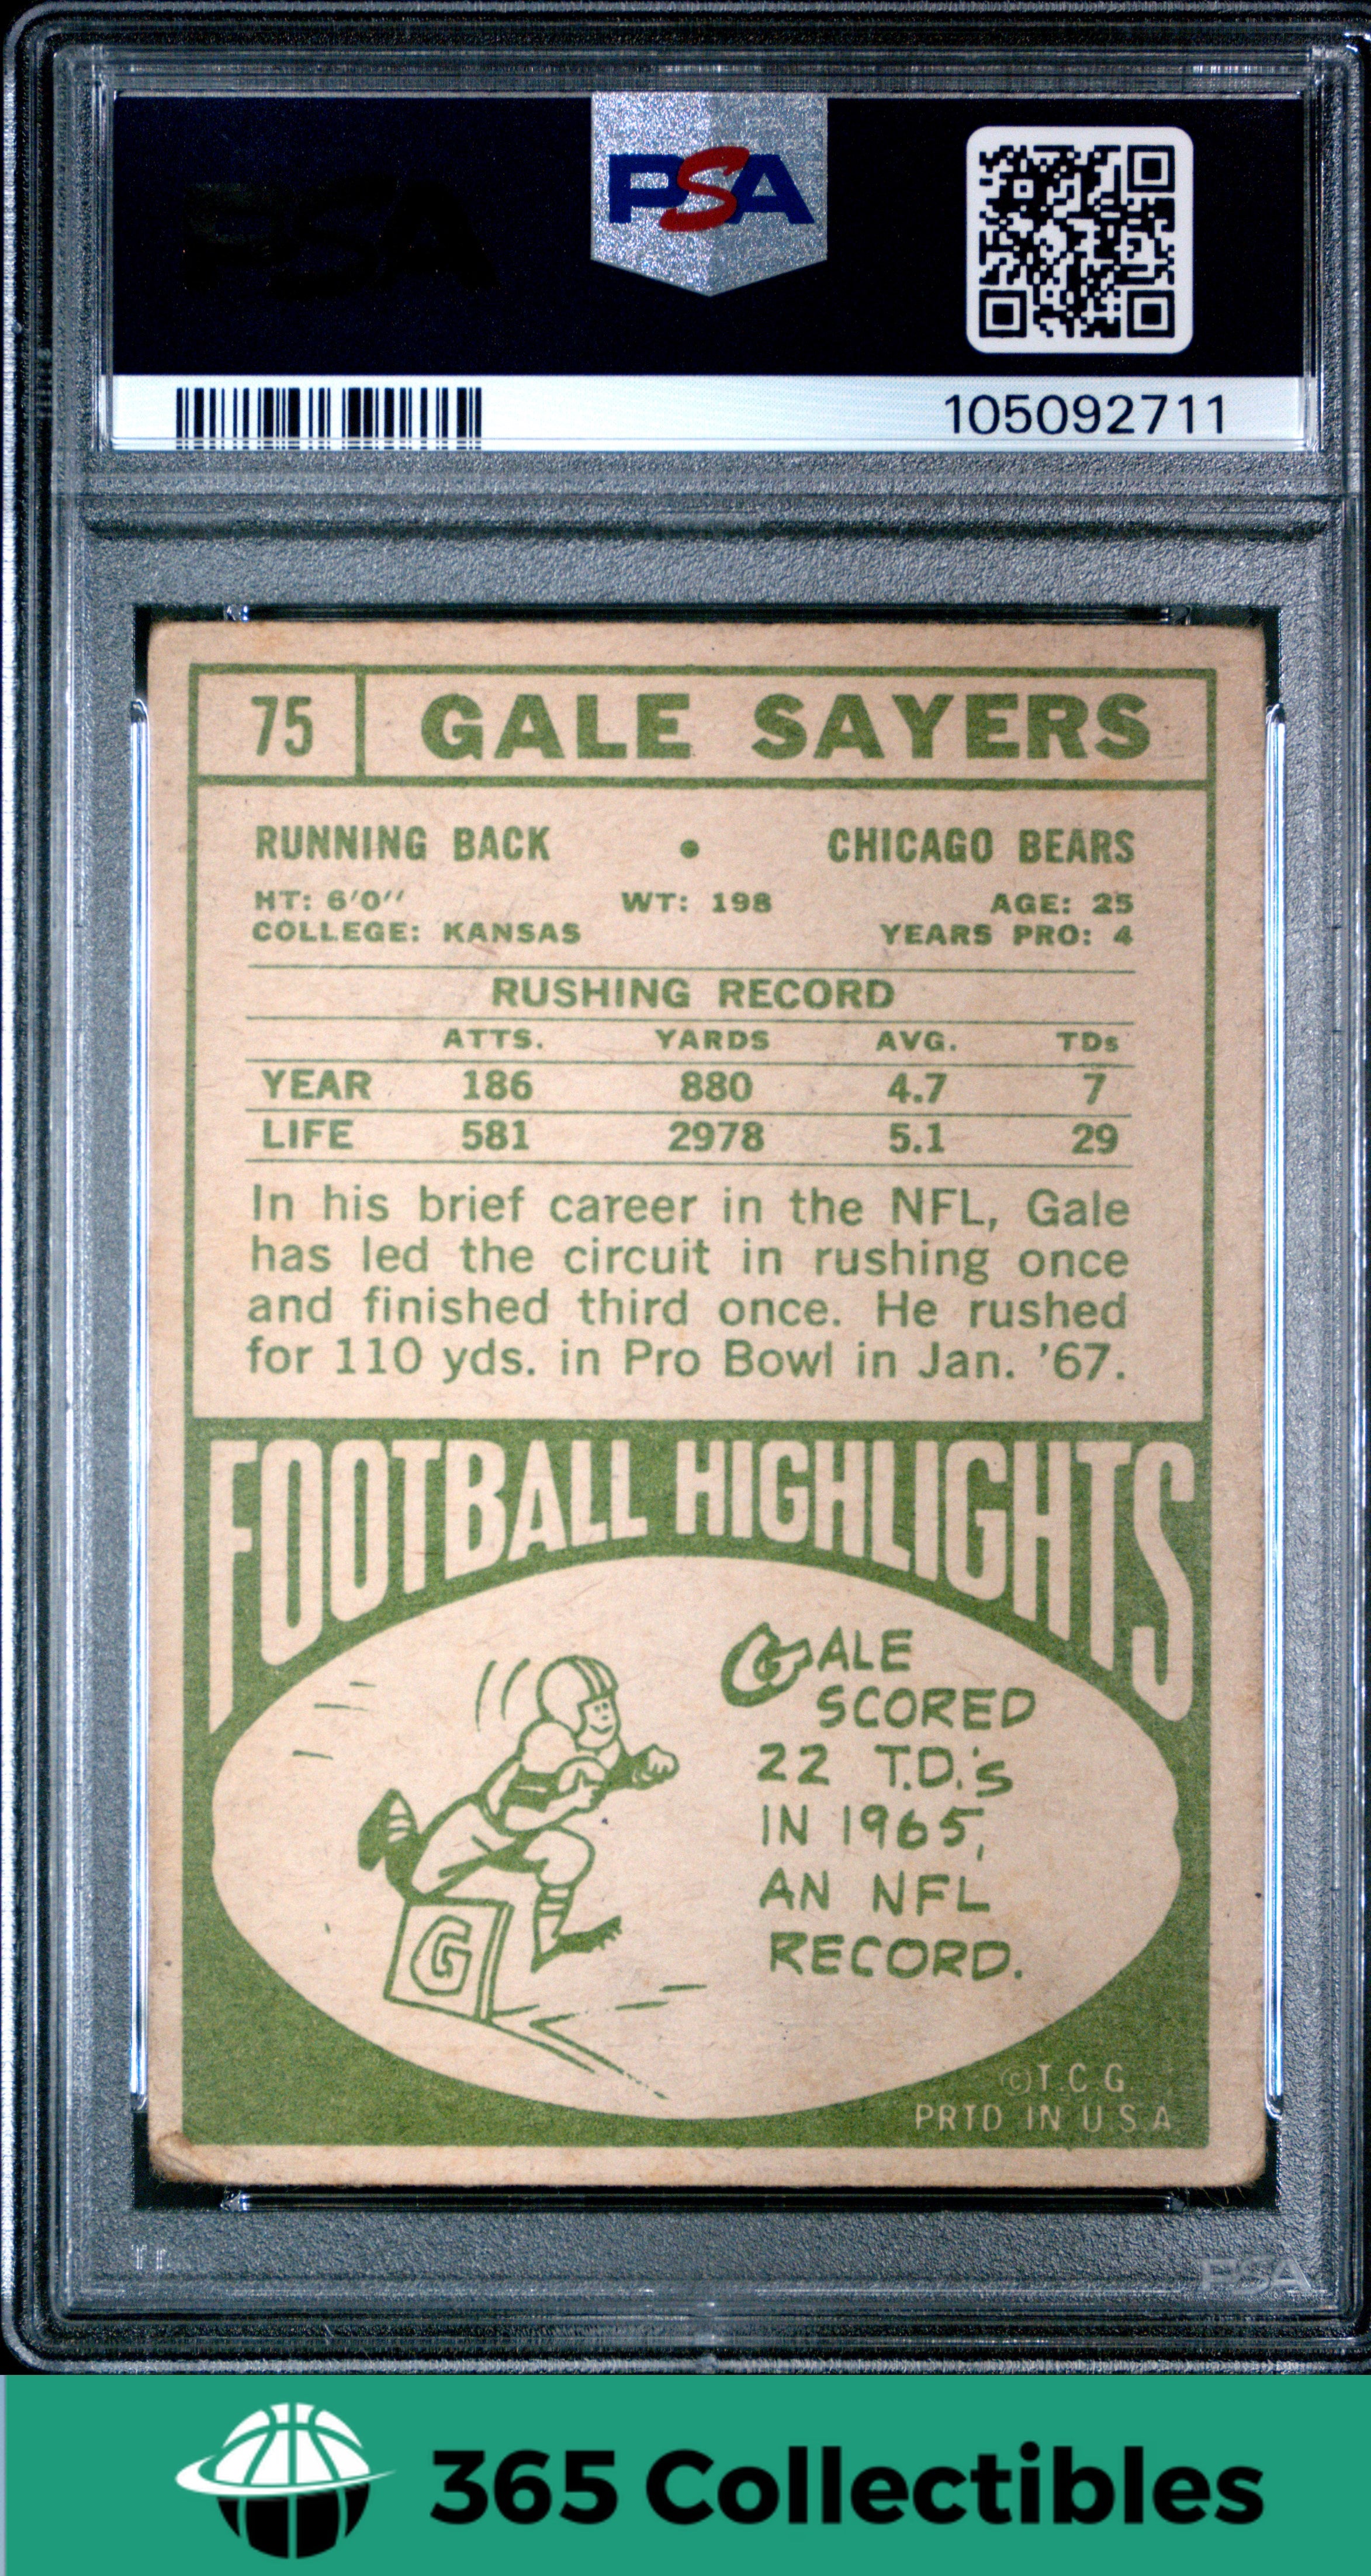 PSA
PSA
105092711
75 GALE SAYERS
RUNNING BACK • CHICAGO BEARS
HT: 6'0'' WT: 198 AGE: 25
COLLEGE: KANSAS YEARS PRO: 4
RUSHING RECORD
ATTS. YARDS AVG. TDs
YEAR 186 880 4.7 7
LIFE 581 2978 5.1 29
In his brief career in the NFL, Gale
has led the circuit in rushing once
and finished third once. He rushed
for 110 yds. in Pro Bowl in Jan. '67.
FOOTBALL HIGHLIGHTS
GALE
SCORED
22 T.D.'s
IN 1965,
AN NFL
RECORD.
G
©T.C.G.
PRTD IN U.S.A.
PSA
365 Collectibles